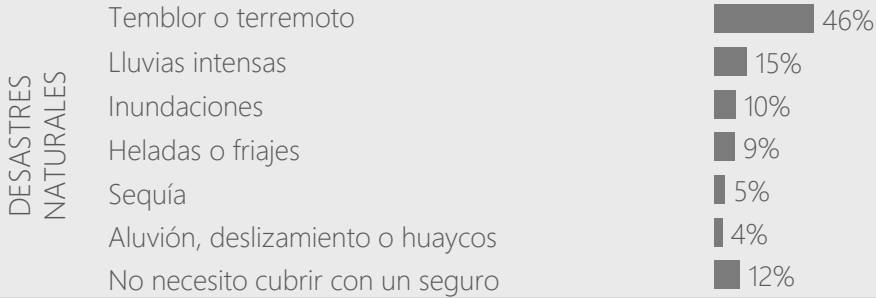 DESASTRES
NATURALES
Temblor o terremoto 46%
Lluvias intensas 15%
Inundaciones 10%
Heladas o friajes 9%
Sequía 5%
Aluvión, deslizamiento o huaycos 4%
No necesito cubrir con un seguro 12%